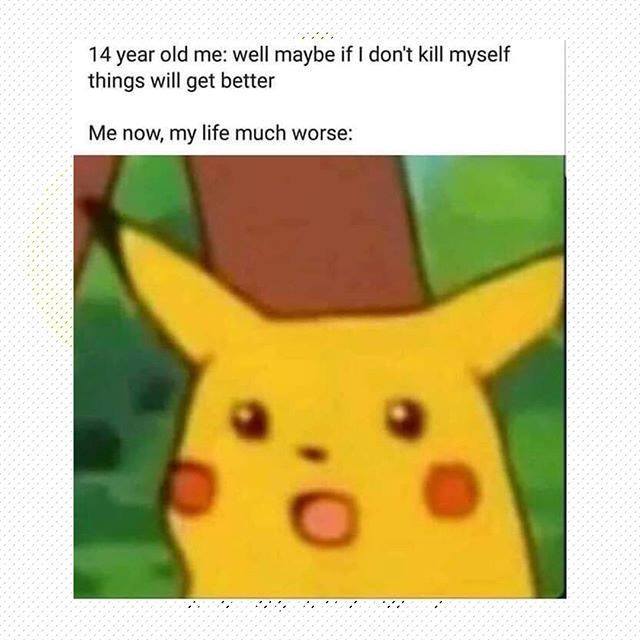 14 year old me: well maybe if I don't kill myself
things will get better
Me now, my life much worse: